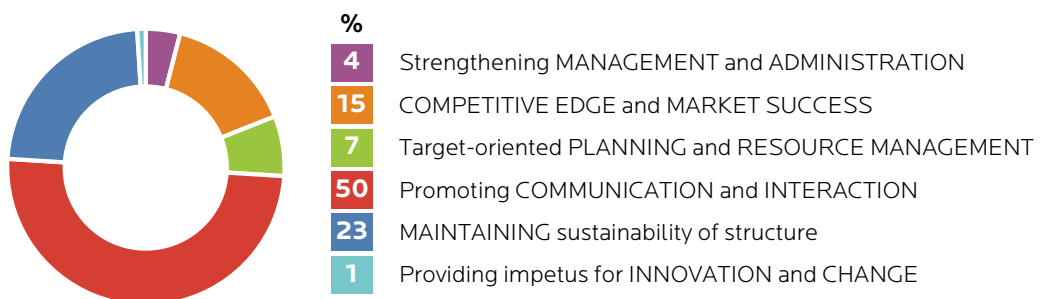 %
4 Strengthening MANAGEMENT and ADMINISTRATION
15 COMPETITIVE EDGE and MARKET SUCCESS
7 Target-oriented PLANNING and RESOURCE MANAGEMENT
50 Promoting COMMUNICATION and INTERACTION
23 MAINTAINING sustainability of structure
1 Providing impetus for INNOVATION and CHANGE